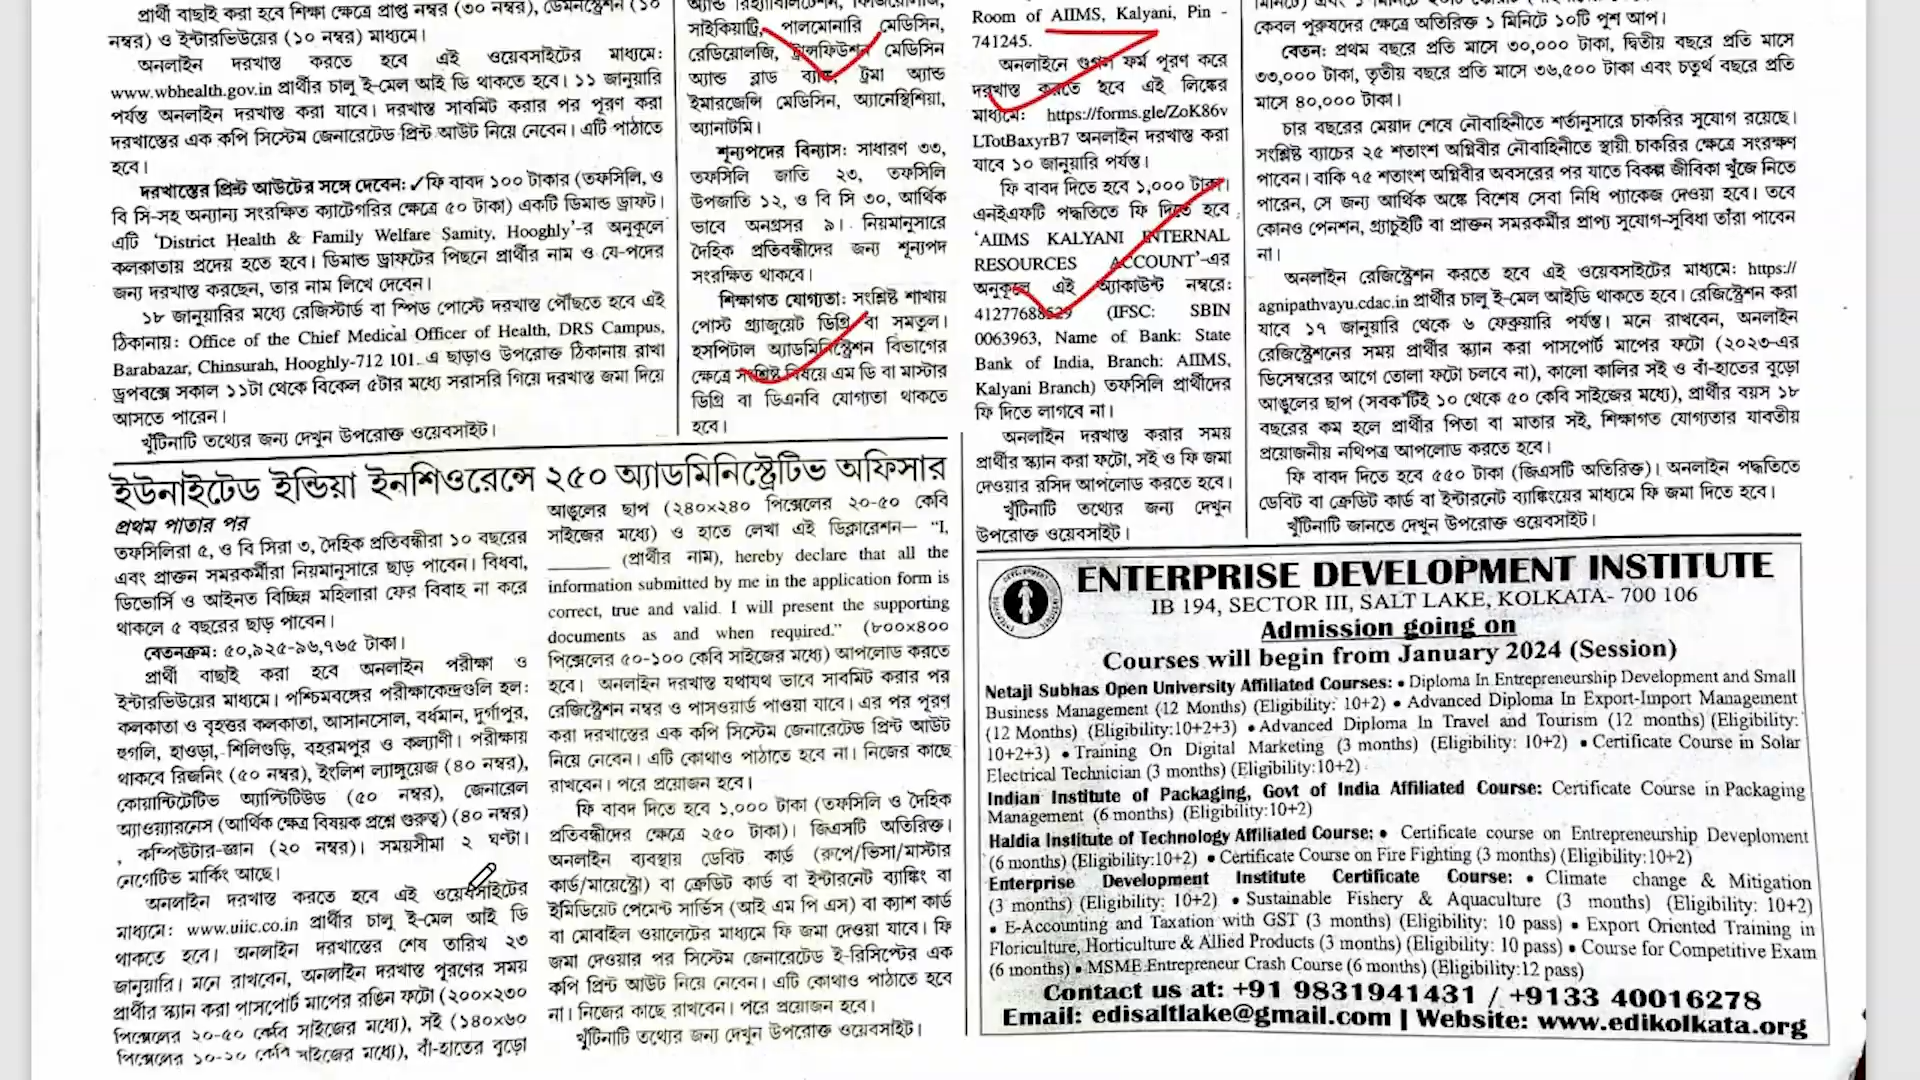 প্রার্থী বাছাই করা হবে শিক্ষা ক্ষেত্রে প্রাপ্ত নম্বর (৩০ নম্বর), ডেমনস্ট্রেশন (১০
নম্বর) ও ইন্টারভিউয়ের (১০ নম্বর) মাধ্যমে।
অনলাইন দরখাস্ত করতে হবে এই ওয়েবসাইটের মাধ্যমে:
www.wbhealth.gov.in প্রার্থীর চালু ই-মেল আই ডি থাকতে হবে। ১১ জানুয়ারি
পর্যন্ত অনলাইন দরখাস্ত করা যাবে। দরখাস্ত সাবমিট করার পর পূরণ করা
দরখাস্তের এক কপি সিস্টেম জেনারেটেড প্রিন্ট আউট নিয়ে নেবেন। এটি পাঠাতে
হবে।
দরখাস্তের প্রিন্ট আউটের সঙ্গে দেবেন: ✓ফি বাবদ ১০০ টাকার (তফসিলি, ও
বি সি-সহ অন্যান্য সংরক্ষিত ক্যাটেগরির ক্ষেত্রে ৫০ টাকা) একটি ডিমান্ড ড্রাফট।
এটি ‘District Health & Family Welfare Samity, Hooghly’-র অনুকূলে
কলকাতায় প্রদেয় হতে হবে। ডিমান্ড ড্রাফটের পিছনে প্রার্থীর নাম ও যে-পদের
জন্য দরখাস্ত করছেন, তার নাম লিখে দেবেন।
১৮ জানুয়ারির মধ্যে রেজিস্টার্ড বা স্পিড পোস্টে দরখাস্ত পৌঁছতে হবে এই
ঠিকানায়: Office of the Chief Medical Officer of Health, DRS Campus,
Barabazar, Chinsurah, Hooghly-712 101. এ ছাড়াও উপরোক্ত ঠিকানায় রাখা
ড্রপবক্সে সকাল ১১টা থেকে বিকেল ৫টার মধ্যে সরাসরি গিয়ে দরখাস্ত জমা দিয়ে
আসতে পারেন।
খুঁটিনাটি তথ্যের জন্য দেখুন উপরোক্ত ওয়েবসাইট।
সাইকিয়াট্রি, পালমোনারি মেডিসিন,
রেডিয়োলজি, ট্রান্সফিউশন মেডিসিন
অ্যান্ড ব্লাড ব্যাঙ্ক, ট্রমা অ্যান্ড
ইমারজেন্সি মেডিসিন, অ্যানেস্থিশিয়া,
অ্যানাটমি।
শূন্যপদের বিন্যাস: সাধারণ ৩৩,
তফসিলি জাতি ২৩, তফসিলি
উপজাতি ১২, ও বি সি ৩০, আর্থিক
ভাবে অনগ্রসর ৯। নিয়মানুসারে
দৈহিক প্রতিবন্ধীদের জন্য শূন্যপদ
সংরক্ষিত থাকবে।
শিক্ষাগত যোগ্যতা: সংশ্লিষ্ট শাখায়
পোস্ট গ্র্যাজুয়েট ডিগ্রি বা সমতুল।
হসপিটাল অ্যাডমিনিস্ট্রেশন বিভাগের
ক্ষেত্রে সংশ্লিষ্ট বিষয়ে এম ডি বা মাস্টার
ডিগ্রি বা ডিএনবি যোগ্যতা থাকতে
হবে।
Room of AIIMS, Kalyani, Pin -
741245.
অনলাইনে গুগল ফর্ম পূরণ করে
দরখাস্ত করতে হবে এই লিঙ্কের
মাধ্যমে: https://forms.gle/ZoK86v
LTotBaxyrB7 অনলাইন দরখাস্ত করা
যাবে ১০ জানুয়ারি পর্যন্ত।
ফি বাবদ দিতে হবে ১,০০০ টাকা।
এনইএফটি পদ্ধতিতে ফি দিতে হবে
‘AIIMS KALYANI INTERNAL
RESOURCES ACCOUNT’-এর
অনুকূলে এই অ্যাকাউন্ট নম্বরে:
(IFSC: SBIN
0063963, Name of Bank: State
Bank of India, Branch: AIIMS,
Kalyani Branch) তফসিলি প্রার্থীদের
ফি দিতে লাগবে না।
অনলাইন দরখাস্ত করার সময়
প্রার্থীর স্ক্যান করা ফটো, সই ও ফি জমা
দেওয়ার রসিদ আপলোড করতে হবে।
খুঁটিনাটি তথ্যের জন্য দেখুন
উপরোক্ত ওয়েবসাইট।
কেবল পুরুষদের ক্ষেত্রে অতিরিক্ত ১ মিনিটে ১০টি পুশ আপ।
বেতন: প্রথম বছরে প্রতি মাসে ৩০,০০০ টাকা, দ্বিতীয় বছরে প্রতি মাসে
৩৩,০০০ টাকা, তৃতীয় বছরে প্রতি মাসে ৩৬,৫০০ টাকা এবং চতুর্থ বছরে প্রতি
মাসে ৪০,০০০ টাকা।
চার বছরের মেয়াদ শেষে নৌবাহিনীতে শর্তানুসারে চাকরির সুযোগ রয়েছে।
সংশ্লিষ্ট ব্যাচের ২৫ শতাংশ অগ্নিবীর নৌবাহিনীতে স্থায়ী চাকরির ক্ষেত্রে সংরক্ষণ
পাবেন। বাকি ৭৫ শতাংশ অগ্নিবীর অবসরের পর যাতে বিকল্প জীবিকা খুঁজে নিতে
পারেন, সে জন্য আর্থিক অঙ্কে বিশেষ সেবা নিধি প্যাকেজ দেওয়া হবে। তবে
কোনও পেনশন, গ্র্যাচুইটি বা প্রাক্তন সমরকর্মীর প্রাপ্য সুযোগ-সুবিধা তাঁরা পাবেন
না।
অনলাইন রেজিস্ট্রেশন করতে হবে এই ওয়েবসাইটের মাধ্যমে: https://
agnipathvayu.cdac.in প্রার্থীর চালু ই-মেল আইডি থাকতে হবে। রেজিস্ট্রেশন করা
যাবে ১৭ জানুয়ারি থেকে ৬ ফেব্রুয়ারি পর্যন্ত। মনে রাখবেন, অনলাইন
রেজিস্ট্রেশনের সময় প্রার্থীর স্ক্যান করা পাসপোর্ট মাপের ফটো (২০২৩-এর
ডিসেম্বরের আগে তোলা ফটো চলবে না), কালো কালির সই ও বাঁ-হাতের বুড়ো
আঙুলের ছাপ (সবক’টিই ১০ থেকে ৫০ কেবি সাইজের মধ্যে), প্রার্থীর বয়স ১৮
বছরের কম হলে প্রার্থীর পিতা বা মাতার সই, শিক্ষাগত যোগ্যতার যাবতীয়
প্রয়োজনীয় নথিপত্র আপলোড করতে হবে।
ফি বাবদ দিতে হবে ৫৫০ টাকা (জিএসটি অতিরিক্ত)। অনলাইন পদ্ধতিতে
ডেবিট বা ক্রেডিট কার্ড বা ইন্টারনেট ব্যাঙ্কিংয়ের মাধ্যমে ফি জমা দিতে হবে।
খুঁটিনাটি জানতে দেখুন উপরোক্ত ওয়েবসাইট।
ইউনাইটেড ইন্ডিয়া ইনশিওরেন্সে ২৫০ অ্যাডমিনিস্ট্রেটিভ অফিসার
প্রথম পাতার পর
তফসিলিরা ৫, ও বি সিরা ৩, দৈহিক প্রতিবন্ধীরা ১০ বছরের
এবং প্রাক্তন সমরকর্মীরা নিয়মানুসারে ছাড় পাবেন। বিধবা,
ডিভোর্সি ও আইনত বিচ্ছিন্ন মহিলারা ফের বিবাহ না করে
থাকলে ৫ বছরের ছাড় পাবেন।
বেতনক্রম: ৫০,৯২৫-৯৬,৭৬৫ টাকা।
প্রার্থী বাছাই করা হবে অনলাইন পরীক্ষা ও
ইন্টারভিউয়ের মাধ্যমে। পশ্চিমবঙ্গের পরীক্ষাকেন্দ্রগুলি হল:
কলকাতা ও বৃহত্তর কলকাতা, আসানসোল, বর্ধমান, দুর্গাপুর,
হুগলি, হাওড়া, শিলিগুড়ি, বহরমপুর ও কল্যাণী। পরীক্ষায়
থাকবে রিজনিং (৫০ নম্বর), ইংলিশ ল্যাঙ্গুয়েজ (৪০ নম্বর),
কোয়ান্টিটেটিভ অ্যাপ্টিটিউড (৫০ নম্বর), জেনারেল
অ্যাওয়্যারনেস (আর্থিক ক্ষেত্র বিষয়ক প্রশ্নে গুরুত্ব) (৪০ নম্বর)
, কম্পিউটার-জ্ঞান (২০ নম্বর)। সময়সীমা ২ ঘণ্টা।
নেগেটিভ মার্কিং আছে।
অনলাইন দরখাস্ত করতে হবে এই ওয়েবসাইটের
মাধ্যমে: www.uiic.co.in প্রার্থীর চালু ই-মেল আই ডি
থাকতে হবে। অনলাইন দরখাস্তের শেষ তারিখ ২৩
জানুয়ারি। মনে রাখবেন, অনলাইন দরখাস্ত পূরণের সময়
প্রার্থীর স্ক্যান করা পাসপোর্ট মাপের রঙিন ফটো (২০০×২৩০
পিক্সেলের ২০-৫০ কেবি সাইজের মধ্যে), সই (১৪০×৬০
পিক্সেলের ১০-২০ কেবি সাইজের মধ্যে), বাঁ-হাতের বুড়ো
আঙুলের ছাপ (২৪০×২৪০ পিক্সেলের ২০-৫০ কেবি
সাইজের মধ্যে) ও হাতে লেখা এই ডিক্লারেশন— “I,
______ (প্রার্থীর নাম), hereby declare that all the
information submitted by me in the application form is
correct, true and valid. I will present the supporting
documents as and when required.” (৮০০×৪০০
পিক্সেলের ৫০-১০০ কেবি সাইজের মধ্যে) আপলোড করতে
হবে। অনলাইন দরখাস্ত যথাযথ ভাবে সাবমিট করার পর
রেজিস্ট্রেশন নম্বর ও পাসওয়ার্ড পাওয়া যাবে। এর পর পূরণ
করা দরখাস্তের এক কপি সিস্টেম জেনারেটেড প্রিন্ট আউট
নিয়ে নেবেন। এটি কোথাও পাঠাতে হবে না। নিজের কাছে
রাখবেন। পরে প্রয়োজন হবে।
ফি বাবদ দিতে হবে ১,০০০ টাকা (তফসিলি ও দৈহিক
প্রতিবন্ধীদের ক্ষেত্রে ২৫০ টাকা)। জিএসটি অতিরিক্ত।
অনলাইন ব্যবস্থায় ডেবিট কার্ড (রুপে/ভিসা/মাস্টার
কার্ড/মায়েস্ট্রো) বা ক্রেডিট কার্ড বা ইন্টারনেট ব্যাঙ্কিং বা
ইমিডিয়েট পেমেন্ট সার্ভিস (আই এম পি এস) বা ক্যাশ কার্ড
বা মোবাইল ওয়ালেটের মাধ্যমে ফি জমা দেওয়া যাবে। ফি
জমা দেওয়ার পর সিস্টেম জেনারেটেড ই-রিসিপ্টের এক
কপি প্রিন্ট আউট নিয়ে নেবেন। এটি কোথাও পাঠাতে হবে
না। নিজের কাছে রাখবেন। পরে প্রয়োজন হবে।
খুঁটিনাটি তথ্যের জন্য দেখুন উপরোক্ত ওয়েবসাইট।
ENTERPRISE DEVELOPMENT INSTITUTE
IB 194, SECTOR III, SALT LAKE, KOLKATA- 700 106
Admission going on
Courses will begin from January 2024 (Session)
Netaji Subhas Open University Affiliated Courses: • Diploma In Entrepreneurship Development and Small
Business Management (12 Months) (Eligibility: 10+2) • Advanced Diploma In Export-Import Management
(12 Months) (Eligibility:10+2+3) • Advanced Diploma In Travel and Tourism (12 months) (Eligibility:
10+2+3) • Training On Digital Marketing (3 months) (Eligibility: 10+2) • Certificate Course in Solar
Electrical Technician (3 months) (Eligibility:10+2)
Indian Institute of Packaging, Govt of India Affiliated Course: Certificate Course in Packaging
Management (6 months) (Eligibility:10+2)
Haldia Institute of Technology Affiliated Course: • Certificate course on Entrepreneurship Deveplopment
(6 months) (Eligibility:10+2) • Certificate Course on Fire Fighting (3 months) (Eligibility:10+2)
Enterprise Development Institute Certificate Course: • Climate change & Mitigation
(3 months) (Eligibility: 10+2) • Sustainable Fishery & Aquaculture (3 months) (Eligibility: 10+2)
• E-Accounting and Taxation with GST (3 months) (Eligibility: 10 pass) • Export Oriented Training in
Floriculture, Horticulture & Allied Products (3 months) (Eligibility: 10 pass) • Course for Competitive Exam
(6 months) • MSME Entrepreneur Crash Course (6 months) (Eligibility:12 pass)
Contact us at: +91 9831941431 / +9133 40016278
Email: edisaltlake@gmail.com | Website: www.edikolkata.org